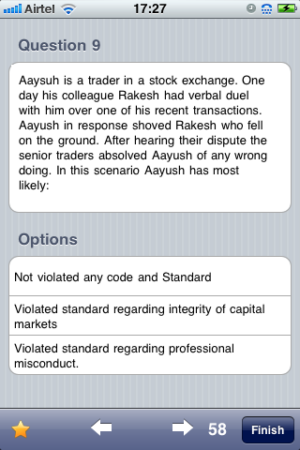 Airtel 17:27
Question 9
Aaysuh is a trader in a stock exchange. One
day his colleague Rakesh had verbal duel
with him over one of his recent transactions.
Aayush in response shoved Rakesh who fell
on the ground. After hearing their dispute the
senior traders absolved Aayush of any wrong
doing. In this scenario Aayush has most
likely:
Options
Not violated any code and Standard
Violated standard regarding integrity of capital
markets
Violated standard regarding professional
misconduct.
58 Finish